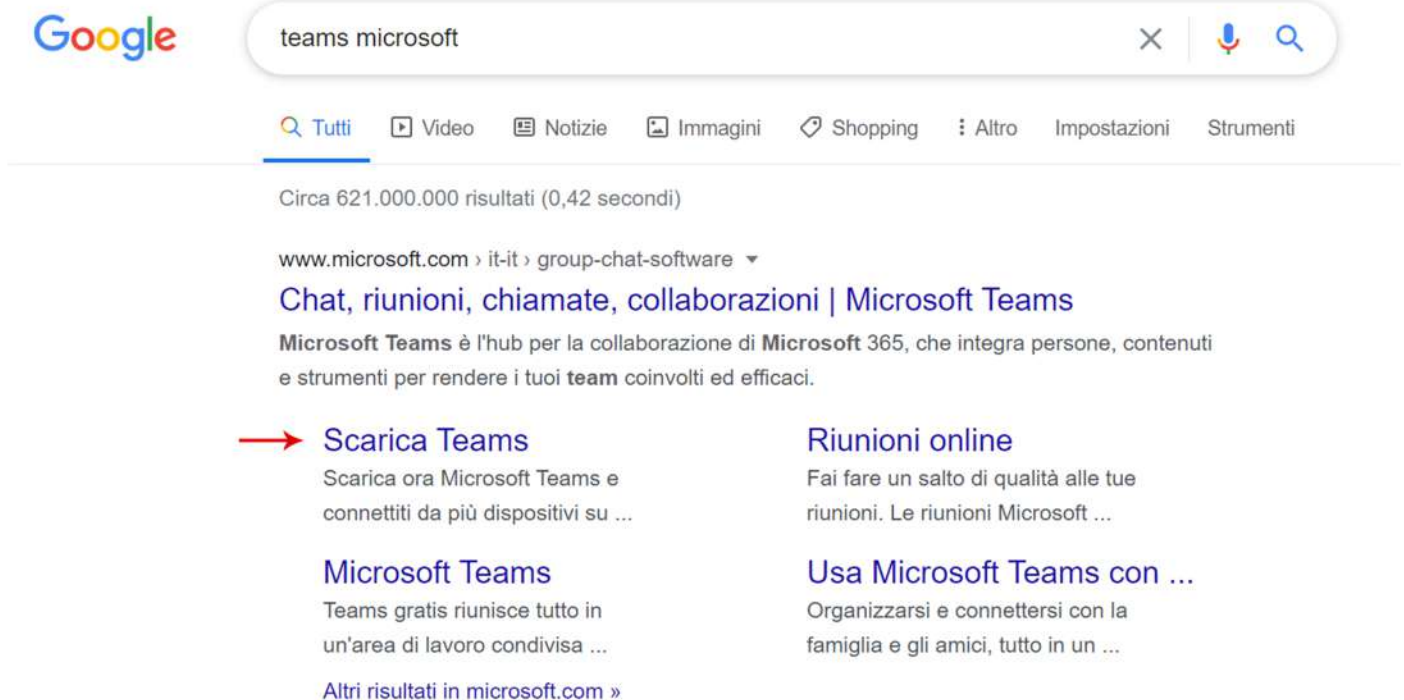 Google
teams microsoft
Tutti Video Notizie Immagini Shopping Altro Impostazioni Strumenti
Circa 621.000.000 risultati (0,42 secondi)
www.microsoft.com › it-it › group-chat-software
Chat, riunioni, chiamate, collaborazioni | Microsoft Teams
Microsoft Teams è l'hub per la collaborazione di Microsoft 365, che integra persone, contenuti
e strumenti per rendere i tuoi team coinvolti ed efficaci.
Scarica Teams
Scarica ora Microsoft Teams e
connettiti da più dispositivi su ...
Riunioni online
Fai fare un salto di qualità alle tue
riunioni. Le riunioni Microsoft ...
Microsoft Teams
Teams gratis riunisce tutto in
un'area di lavoro condivisa ...
Usa Microsoft Teams con ...
Organizzarsi e connettersi con la
famiglia e gli amici, tutto in un ...
Altri risultati in microsoft.com »